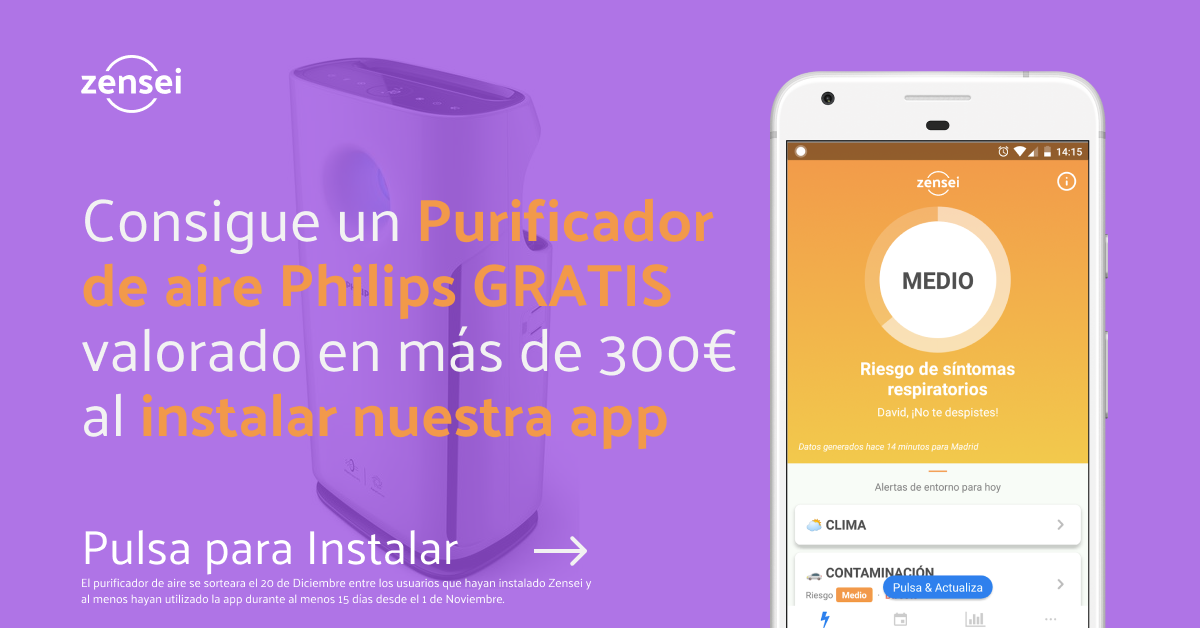 zensei
Consigue un Purificador
de aire Philips GRATIS
valorado en más de 300€
al instalar nuestra app
Pulsa para Instalar
El purificador de aire se sorteara el 20 de Diciembre entre los usuarios que hayan instalado Zensei y
al menos hayan utilizado la app durante al menos 15 días desde el 1 de Noviembre.
14:15
zensei
MEDIO
Riesgo de síntomas
respiratorios
David, ¡No te despistes!
Datos generados hace 14 minutos para Madrid
Alertas de entorno para hoy
CLIMA
CONTAMINACIÓN
Pulsa & Actualiza
Riesgo Medio